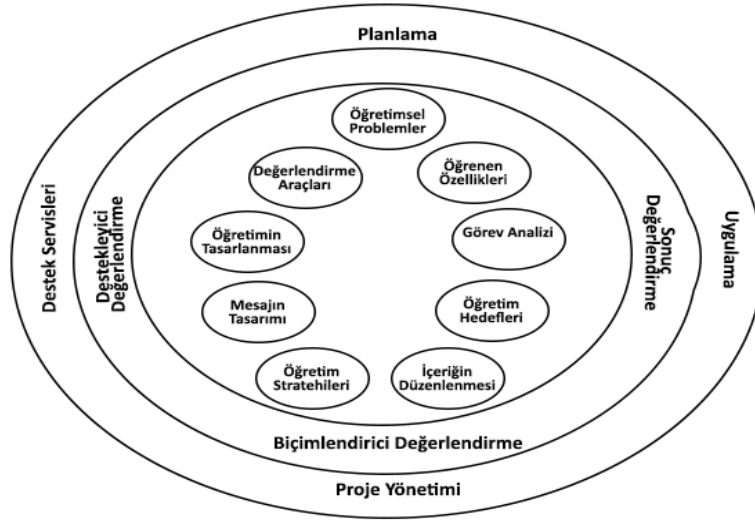 Planlama
Öğretimsel
Problemler
Değerlendirme
Araçları
Öğrenen
Özellikleri
Öğretimin
Tasarlanması
Görev Analizi
Mesajın
Tasarımı
Öğretim
Hedefleri
Öğretim
Stratehileri
İçeriğin
Düzenlenmesi
Destek Servisleri
Destekleyici
Değerlendirme
Sonuç
Değerlendirme
Uygulama
Biçimlendirici Değerlendirme
Proje Yönetimi